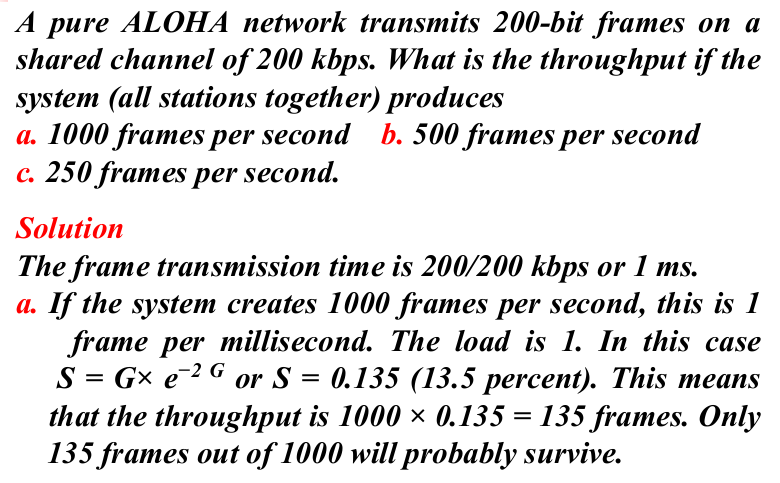 A pure ALOHA network transmits 200-bit frames on a
shared channel of 200 kbps. What is the throughput if the
system (all stations together) produces
a. 1000 frames per second b. 500 frames per second
c. 250 frames per second.
Solution
The frame transmission time is 200/200 kbps or 1 ms.
a. If the system creates 1000 frames per second, this is 1
frame per millisecond. The load is 1. In this case
S = G× e⁻² ᴳ or S = 0.135 (13.5 percent). This means
that the throughput is 1000 × 0.135 = 135 frames. Only
135 frames out of 1000 will probably survive.